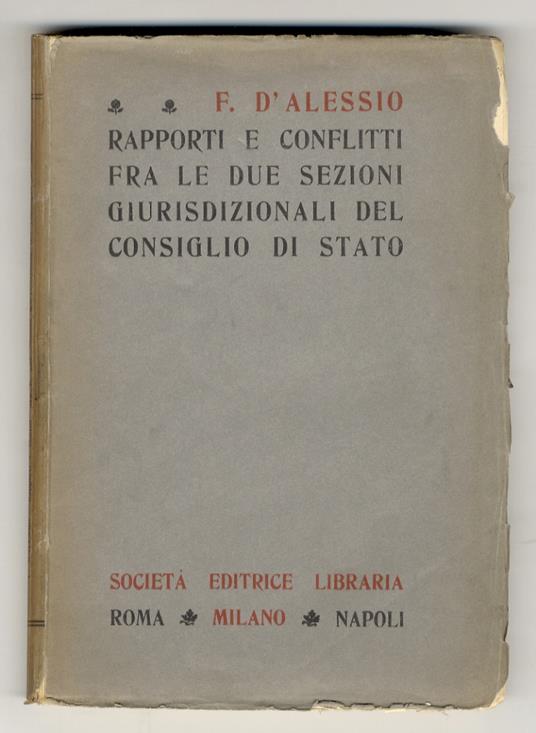 F. D'ALESSIO
RAPPORTI E CONFLITTI
FRA LE DUE SEZIONI
GIURISDIZIONALI DEL
CONSIGLIO DI STATO
SOCIETÀ EDITRICE LIBRARIA
ROMA MILANO NAPOLI